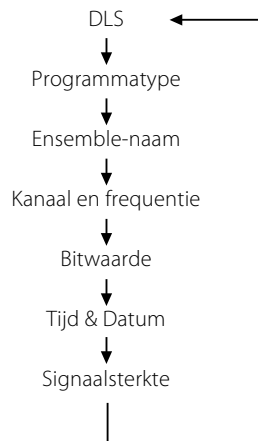 DLS
Programmatype
Ensemble-naam
Kanaal en frequentie
Bitwaarde
Tijd & Datum
Signaalsterkte